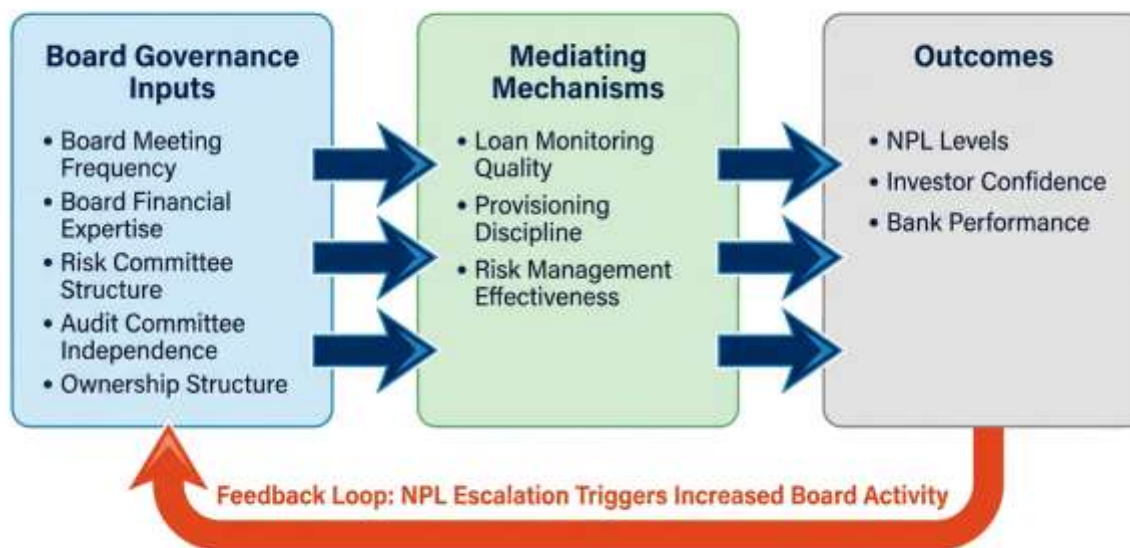 Board Governance
Inputs
• Board Meeting
Frequency
• Board Financial
Expertise
• Risk Committee
Structure
• Audit Committee
Independence
• Ownership Structure
Mediating
Mechanisms
• Loan Monitoring
Quality
• Provisioning
Discipline
• Risk Management
Effectiveness
Outcomes
• NPL Levels
• Investor Confidence
• Bank Performance
Feedback Loop: NPL Escalation Triggers Increased Board Activity